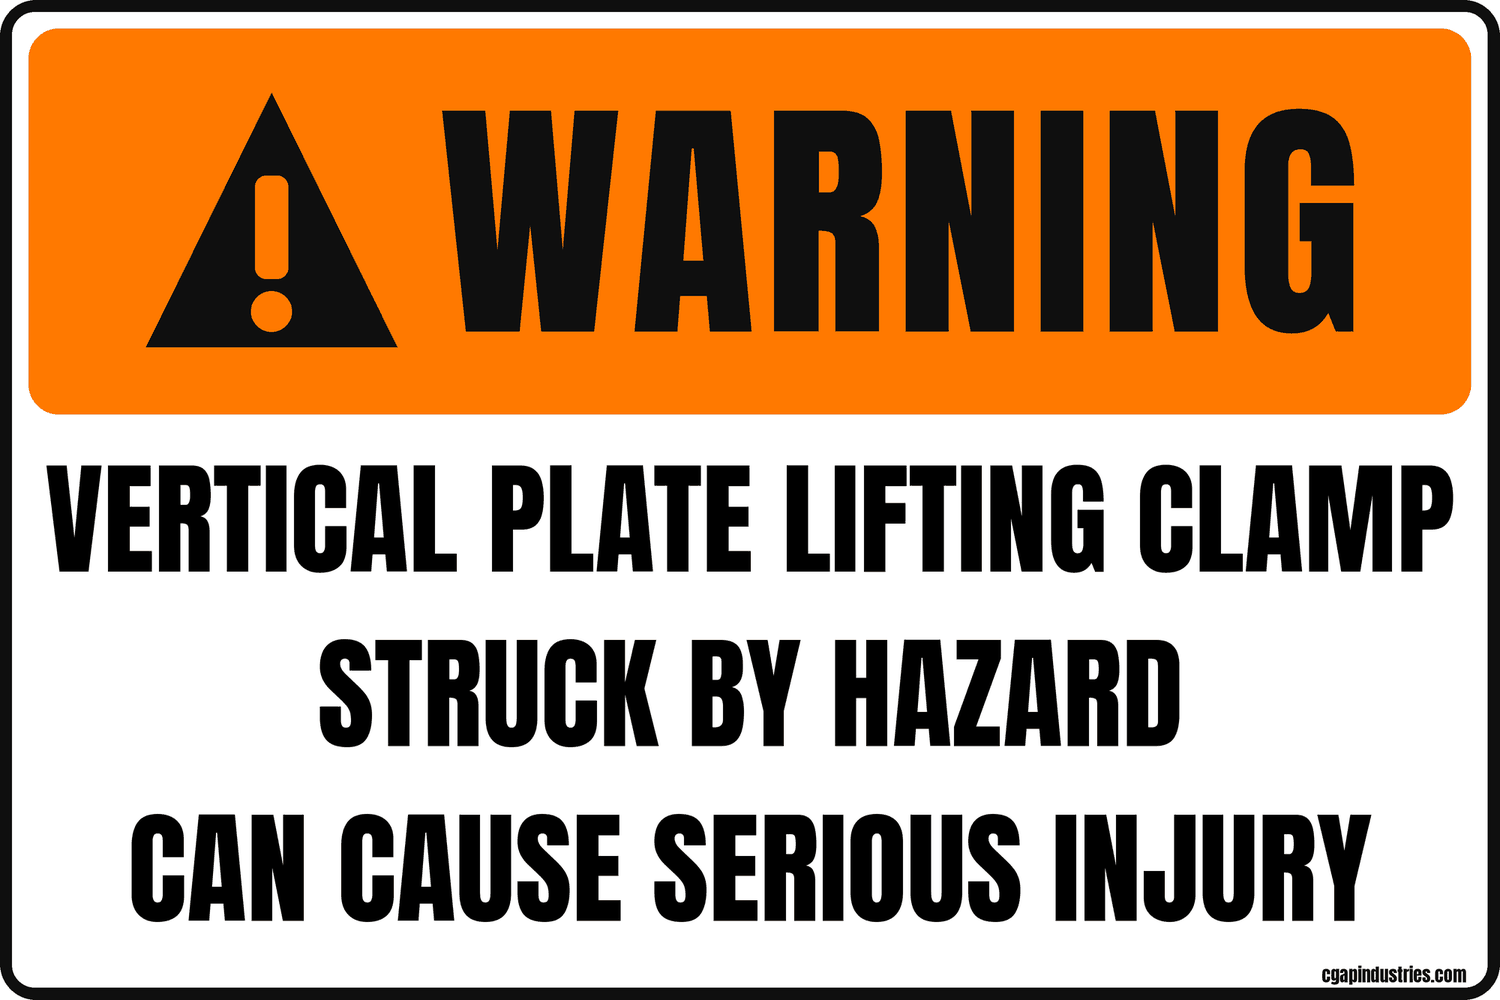 WARNING
VERTICAL PLATE LIFTING CLAMP
STRUCK BY HAZARD
CAN CAUSE SERIOUS INJURY
cgapindustries.com